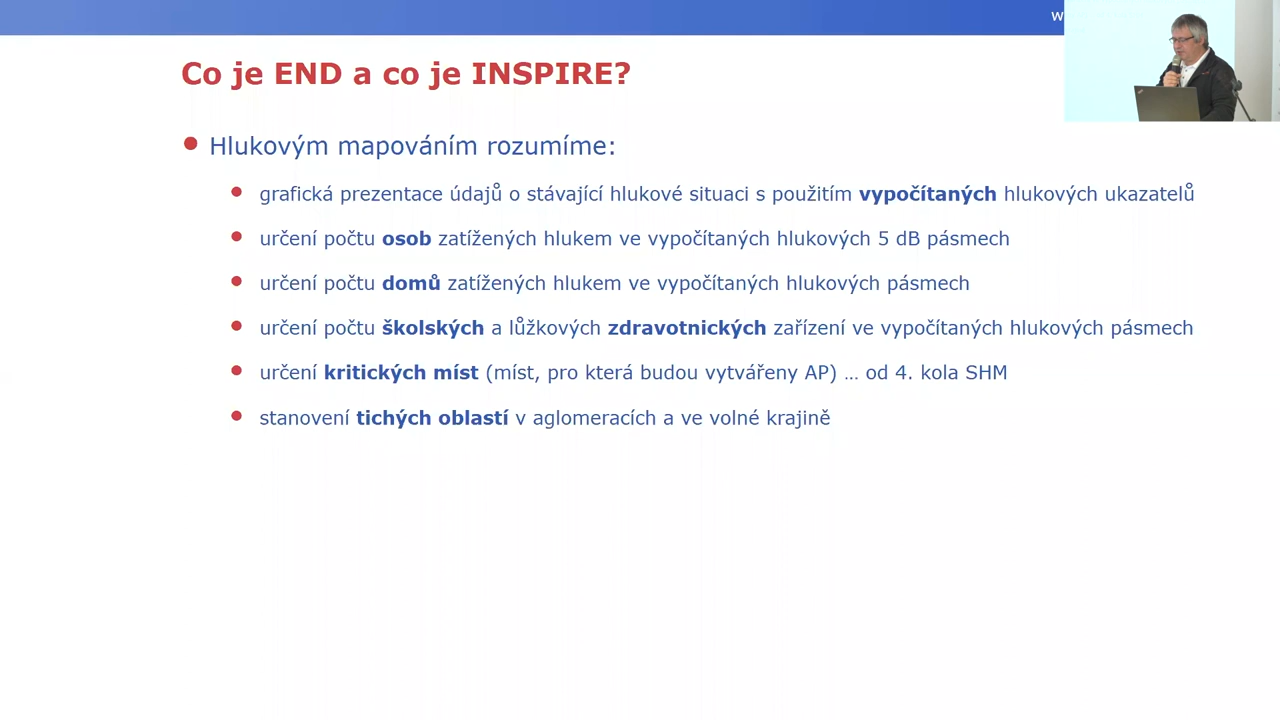 Co je END a co je INSPIRE?
Hlukovým mapováním rozumíme:
grafická prezentace údajů o stávající hlukové situaci s použitím vypočítaných hlukových ukazatelů
určení počtu osob zatížených hlukem ve vypočítaných hlukových 5 dB pásmech
určení počtu domů zatížených hlukem ve vypočítaných hlukových pásmech
určení počtu školských a lůžkových zdravotnických zařízení ve vypočítaných hlukových pásmech
určení kritických míst (míst, pro která budou vytvářeny AP) … od 4. kola SHM
stanovení tichých oblastí v aglomeracích a ve volné krajině